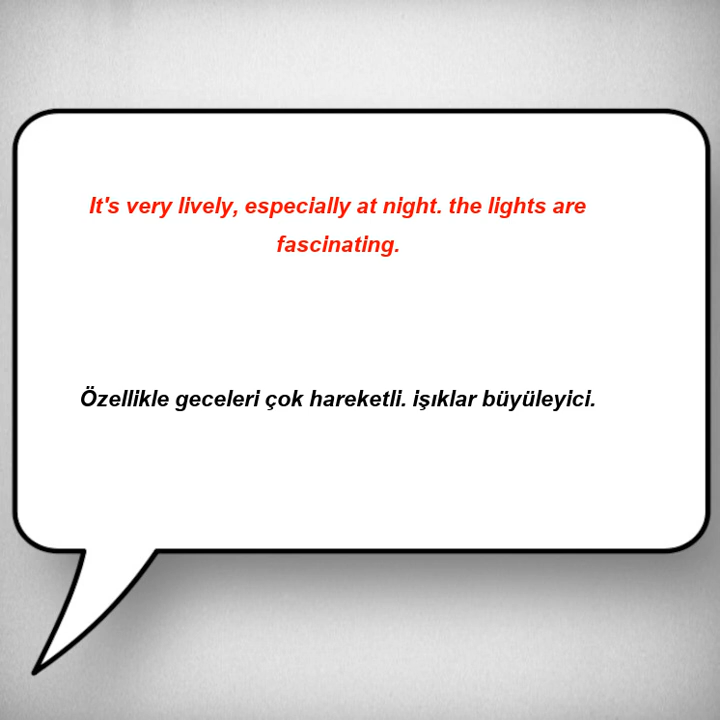 It's very lively, especially at night. the lights are
fascinating.
Özellikle geceleri çok hareketli. işıklar büyüleyici.